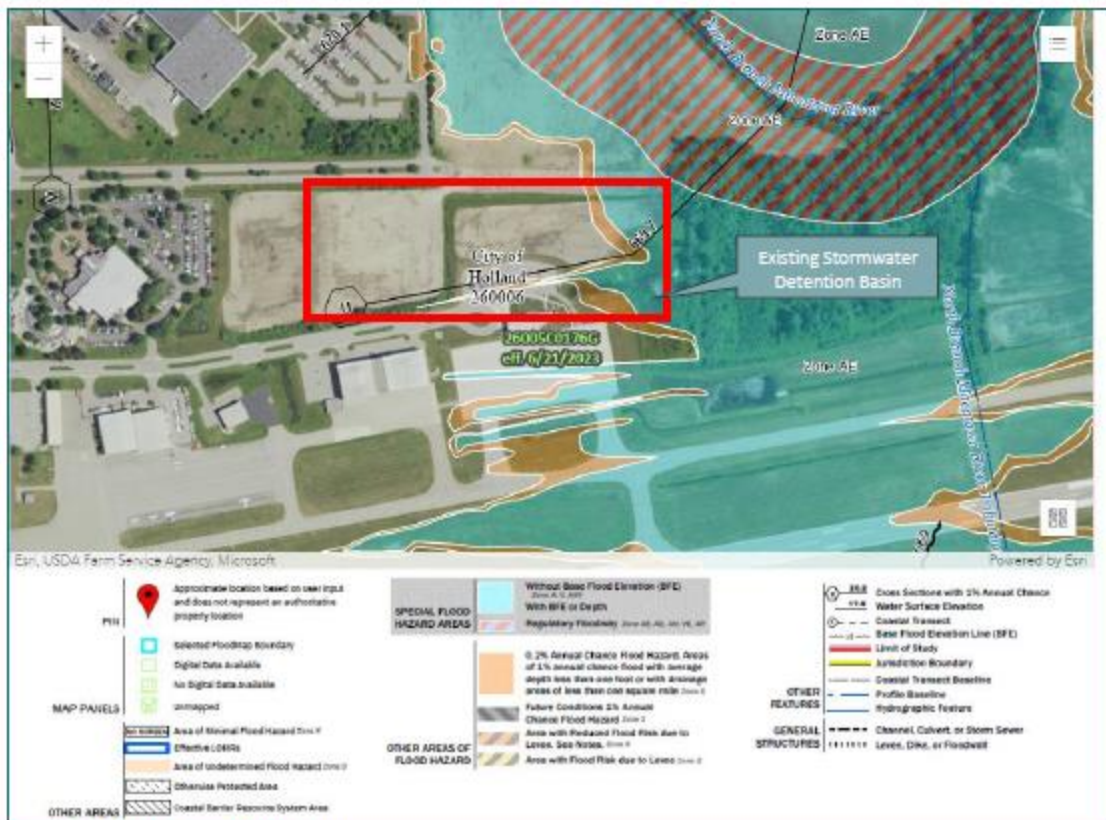 +
−
Zone AE
North Branch Macatawa River
Zone AE
City of
Holland
260006
Existing Stormwater
Detention Basin
26005C0176G
eff. 6/21/2023
Zone AE
Esri, USDA Farm Service Agency, Microsoft
Powered by Esri
PIN
Approximate location based on user input
and does not represent an authoritative
property location
MAP PANELS
Selected FloodMap Boundary
Digital Data Available
No Digital Data Available
Unmapped
OTHER AREAS
Area of Minimal Flood Hazard Zone X
Effective LOMRs
Area of Undetermined Flood Hazard Zone D
Otherwise Protected Area
Coastal Barrier Resource System Area
SPECIAL FLOOD
HAZARD AREAS
Without Base Flood Elevation (BFE)
With BFE or Depth
Regulatory Floodway
OTHER AREAS OF
FLOOD HAZARD
0.2% Annual Chance Flood Hazard, Areas
of 1% annual chance flood with average
depth less than one foot or with drainage
areas of less than one square mile Zone X
Future Conditions 1% Annual
Chance Flood Hazard Zone X
Area with Reduced Flood Risk due to
Levee. See Notes. Zone X
Area with Flood Risk due to Levee Zone D
OTHER
FEATURES
Cross Sections with 1% Annual Chance
Water Surface Elevation
Coastal Transect
Base Flood Elevation Line (BFE)
Limit of Study
Jurisdiction Boundary
Coastal Transect Baseline
Profile Baseline
Hydrographic Feature
GENERAL
STRUCTURES
Channel, Culvert, or Storm Sewer
Levee, Dike, or Floodwall